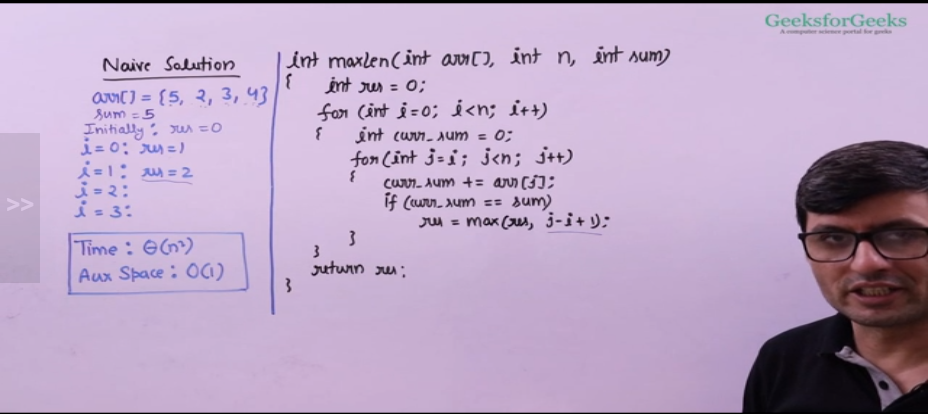 GeeksforGeeks
A computer science portal for geeks
Naive Solution
arr[] = {5, 2, 3, 4}
sum = 5
Initially: res = 0
i = 0: res = 1
i = 1: res = 2
i = 2:
i = 3:
Time: Θ(n²)
Aux Space: O(1)
int maxlen(int arr[], int n, int sum)
{ int res = 0;
for (int i=0; i<n; i++)
{ int curr_sum = 0;
for(int j=i; j<n; j++)
{ curr_sum += arr[j];
if (curr_sum == sum)
res = max(res, j-i+1);
}
}
return res;
}
>>